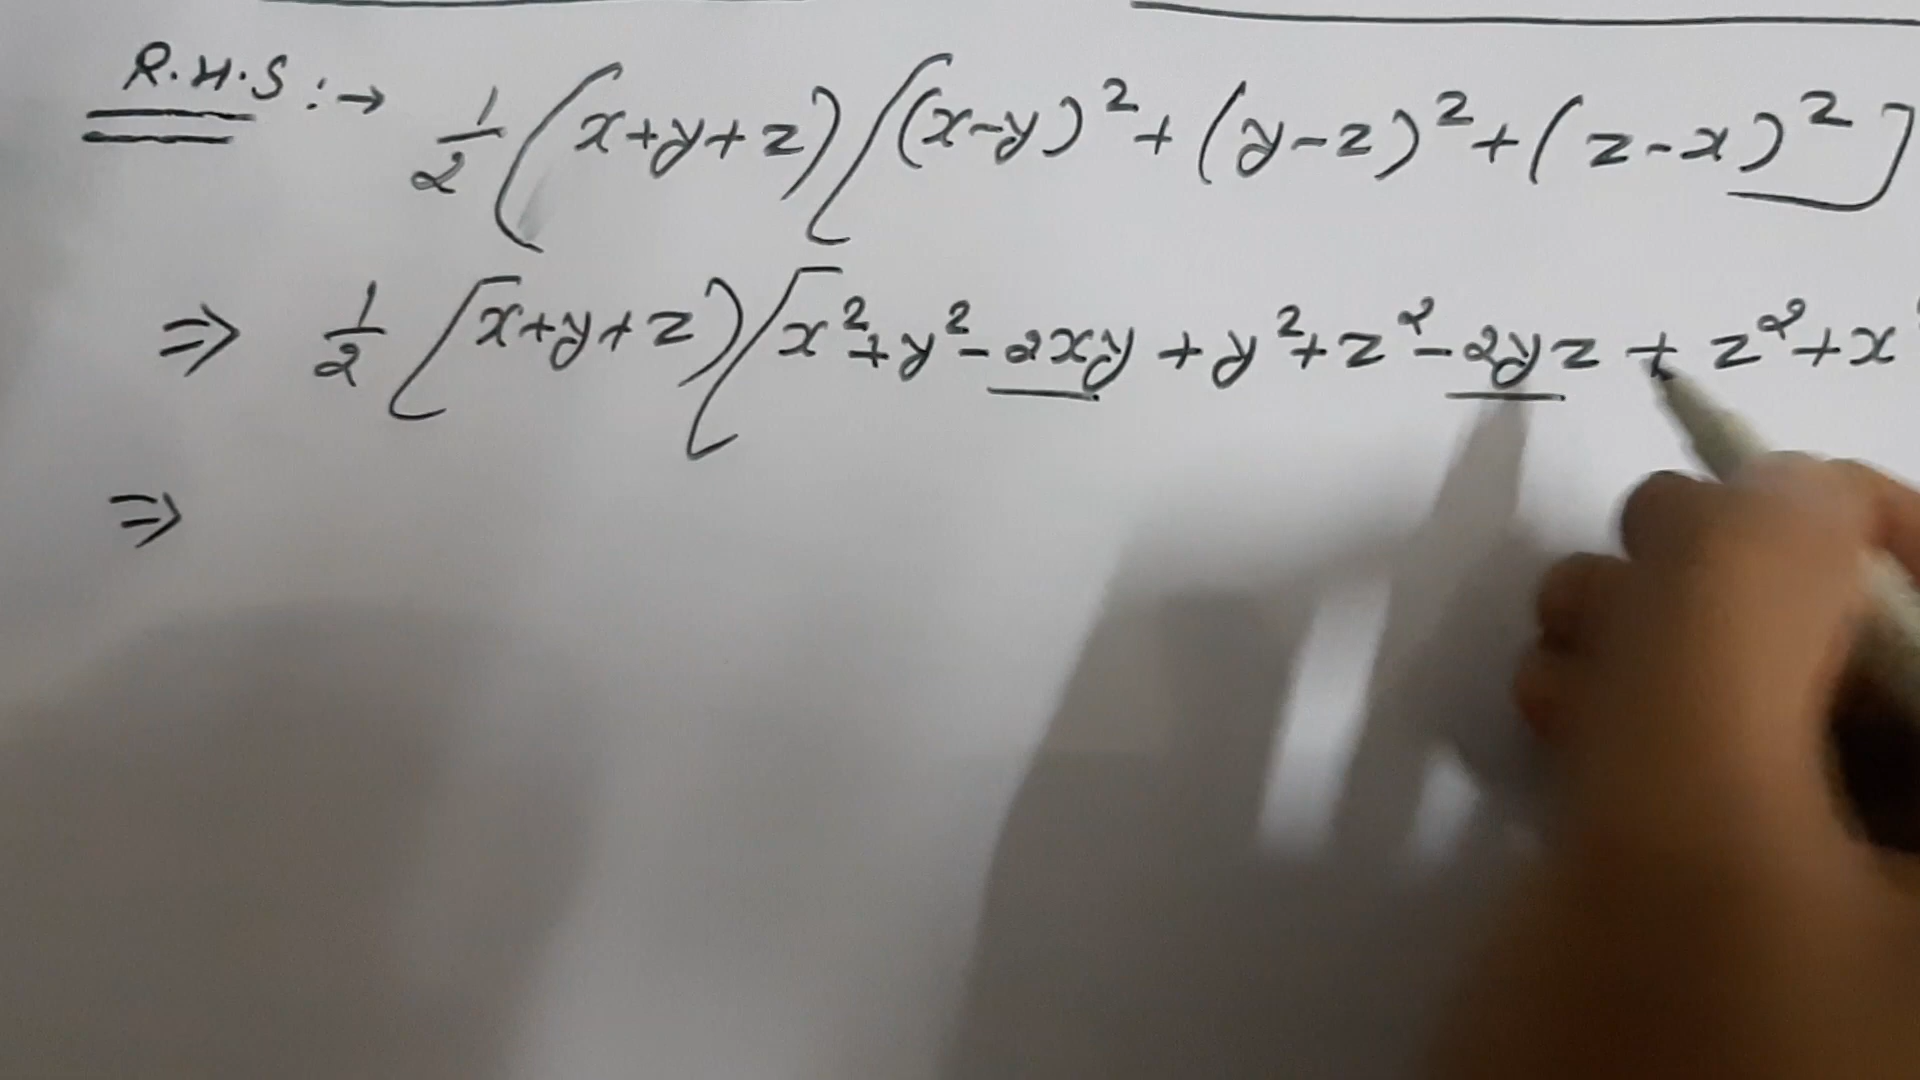 R.H.S :→ 1/2 (x+y+z) [(x-y)² + (y-z)² + (z-x)²]
⇒ 1/2 [x+y+z) [x²+y²-2xy + y²+z²-2yz + z²+x
⇒